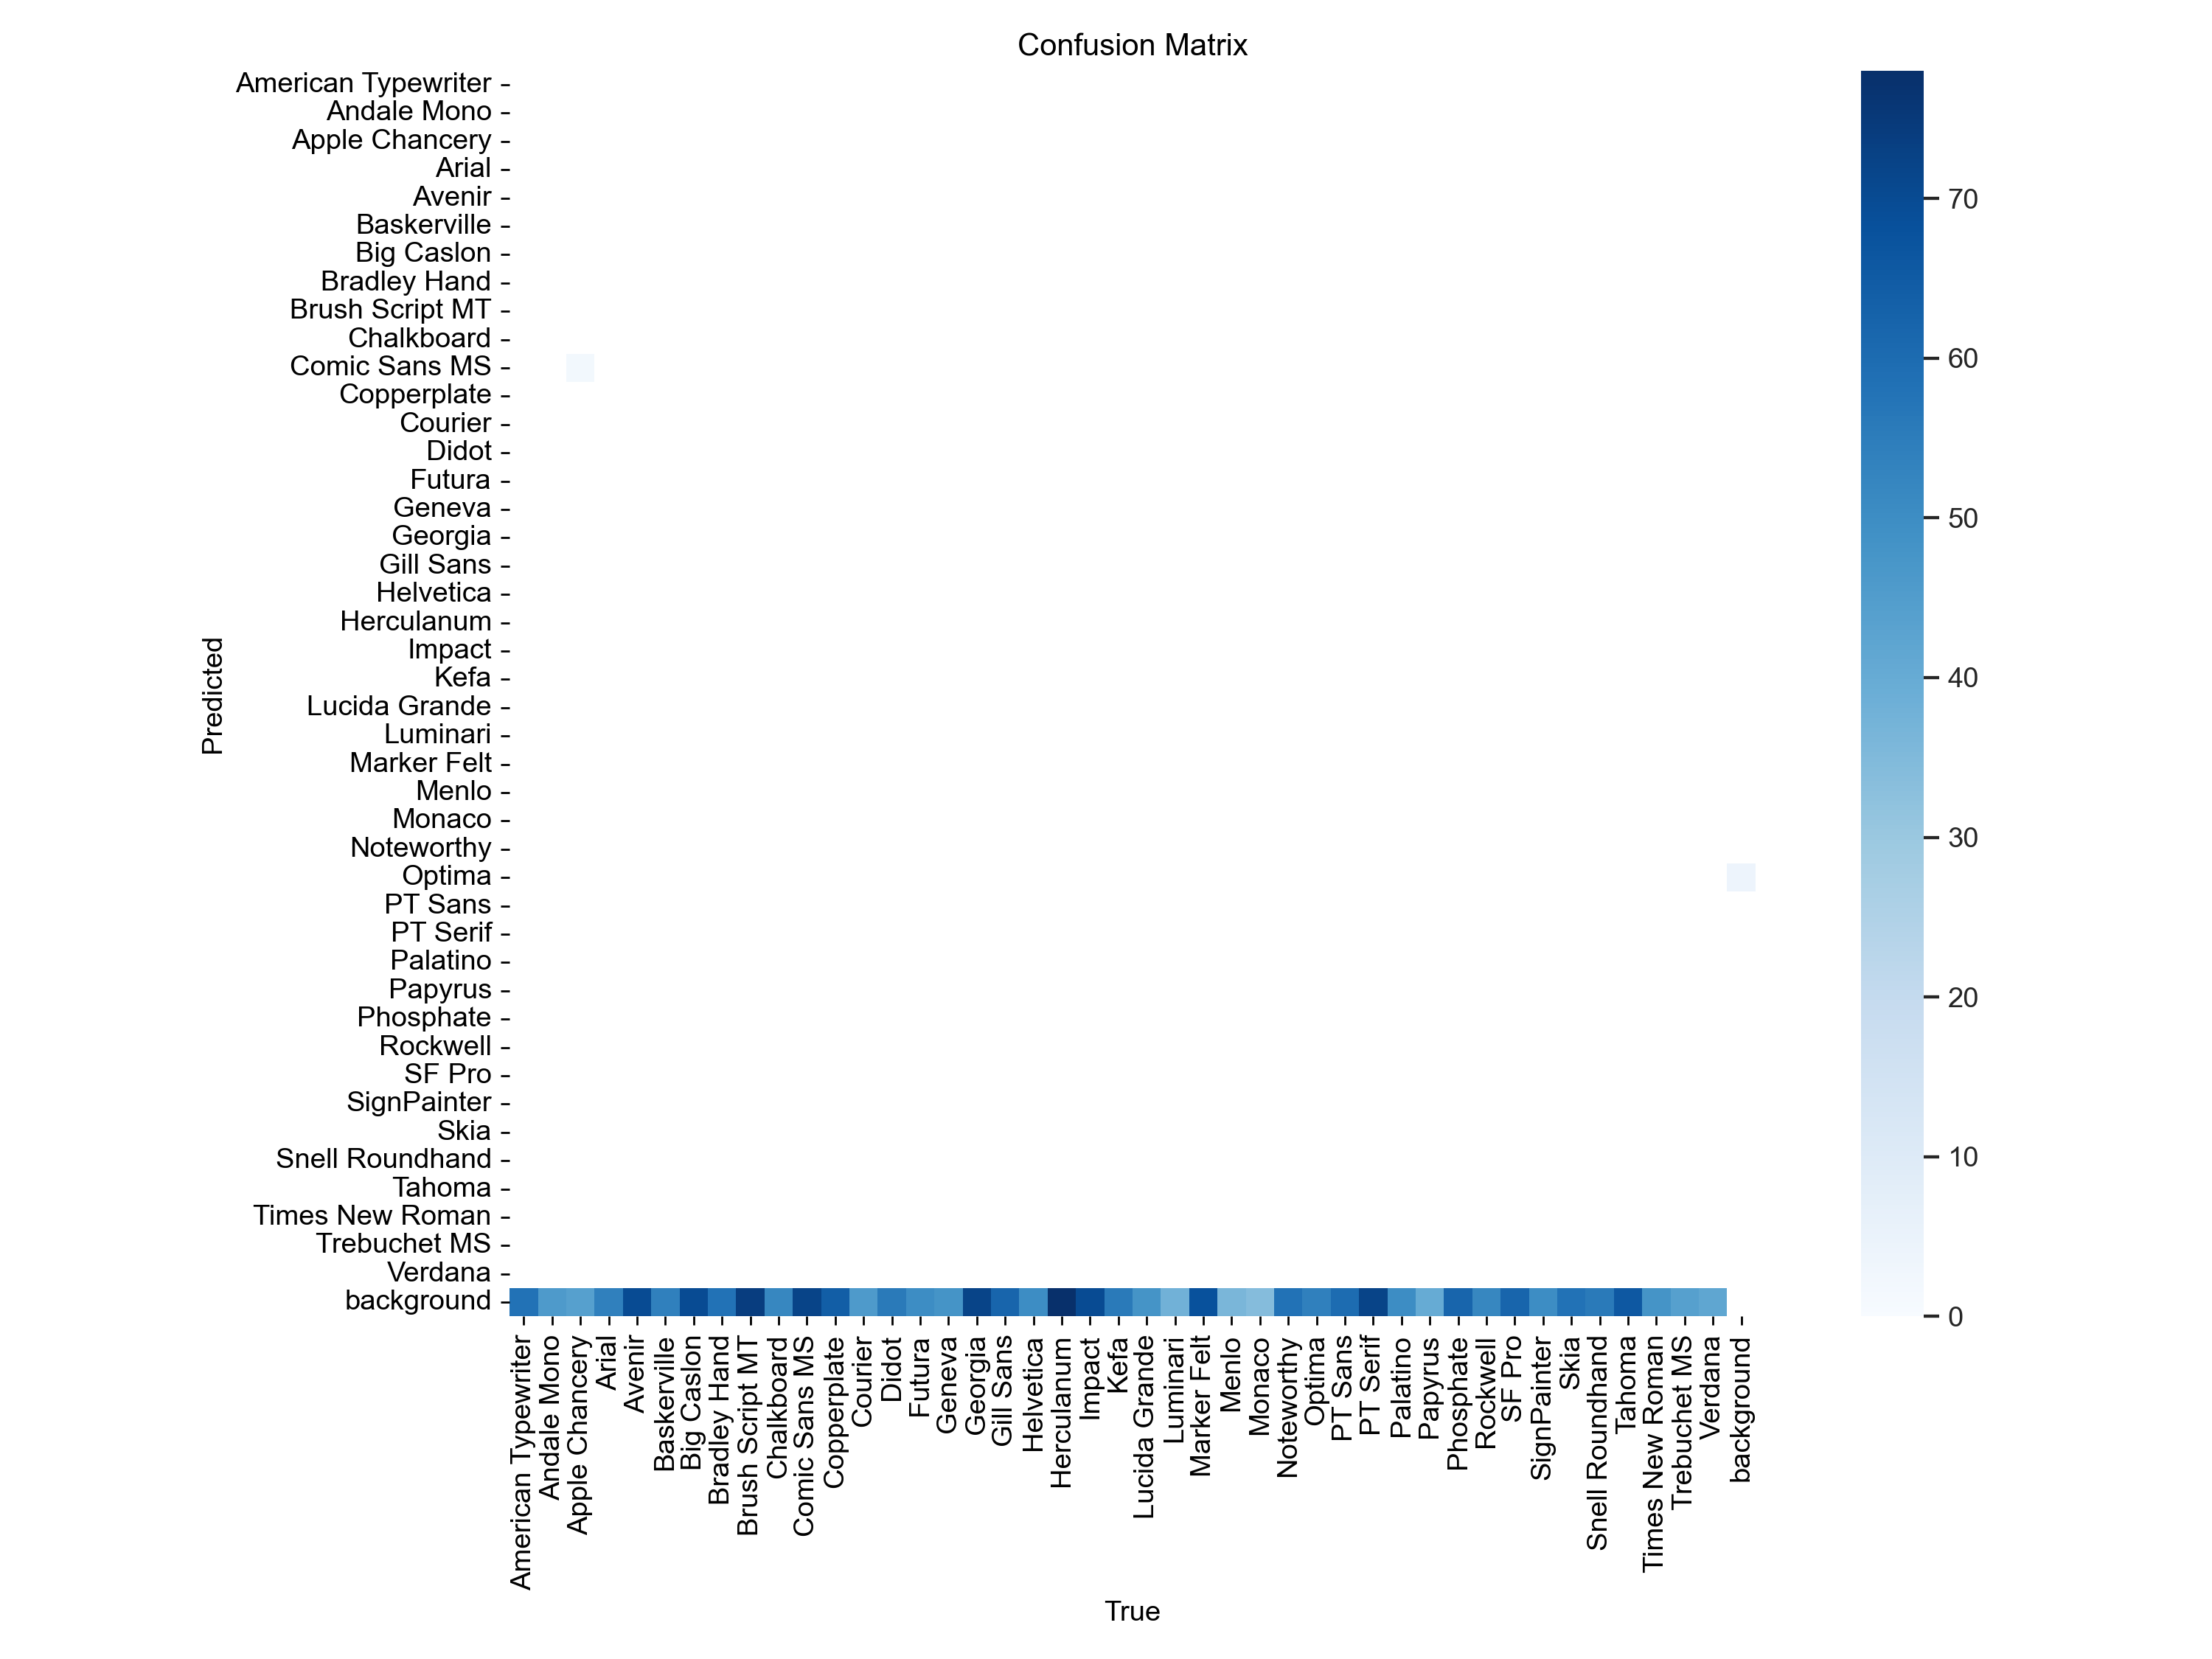 Confusion Matrix
Predicted
American Typewriter
Andale Mono
Apple Chancery
Arial
Avenir
Baskerville
Big Caslon
Bradley Hand
Brush Script MT
Chalkboard
Comic Sans MS
Copperplate
Courier
Didot
Futura
Geneva
Georgia
Gill Sans
Helvetica
Herculanum
Impact
Kefa
Lucida Grande
Luminari
Marker Felt
Menlo
Monaco
Noteworthy
Optima
PT Sans
PT Serif
Palatino
Papyrus
Phosphate
Rockwell
SF Pro
SignPainter
Skia
Snell Roundhand
Tahoma
Times New Roman
Trebuchet MS
Verdana
background
American Typewriter
Andale Mono
Apple Chancery
Arial
Avenir
Baskerville
Big Caslon
Bradley Hand
Brush Script MT
Chalkboard
Comic Sans MS
Copperplate
Courier
Didot
Futura
Geneva
Georgia
Gill Sans
Helvetica
Herculanum
Impact
Kefa
Lucida Grande
Luminari
Marker Felt
Menlo
Monaco
Noteworthy
Optima
PT Sans
PT Serif
Palatino
Papyrus
Phosphate
Rockwell
SF Pro
SignPainter
Skia
Snell Roundhand
Tahoma
Times New Roman
Trebuchet MS
Verdana
background
True
70
60
50
40
30
20
10
0